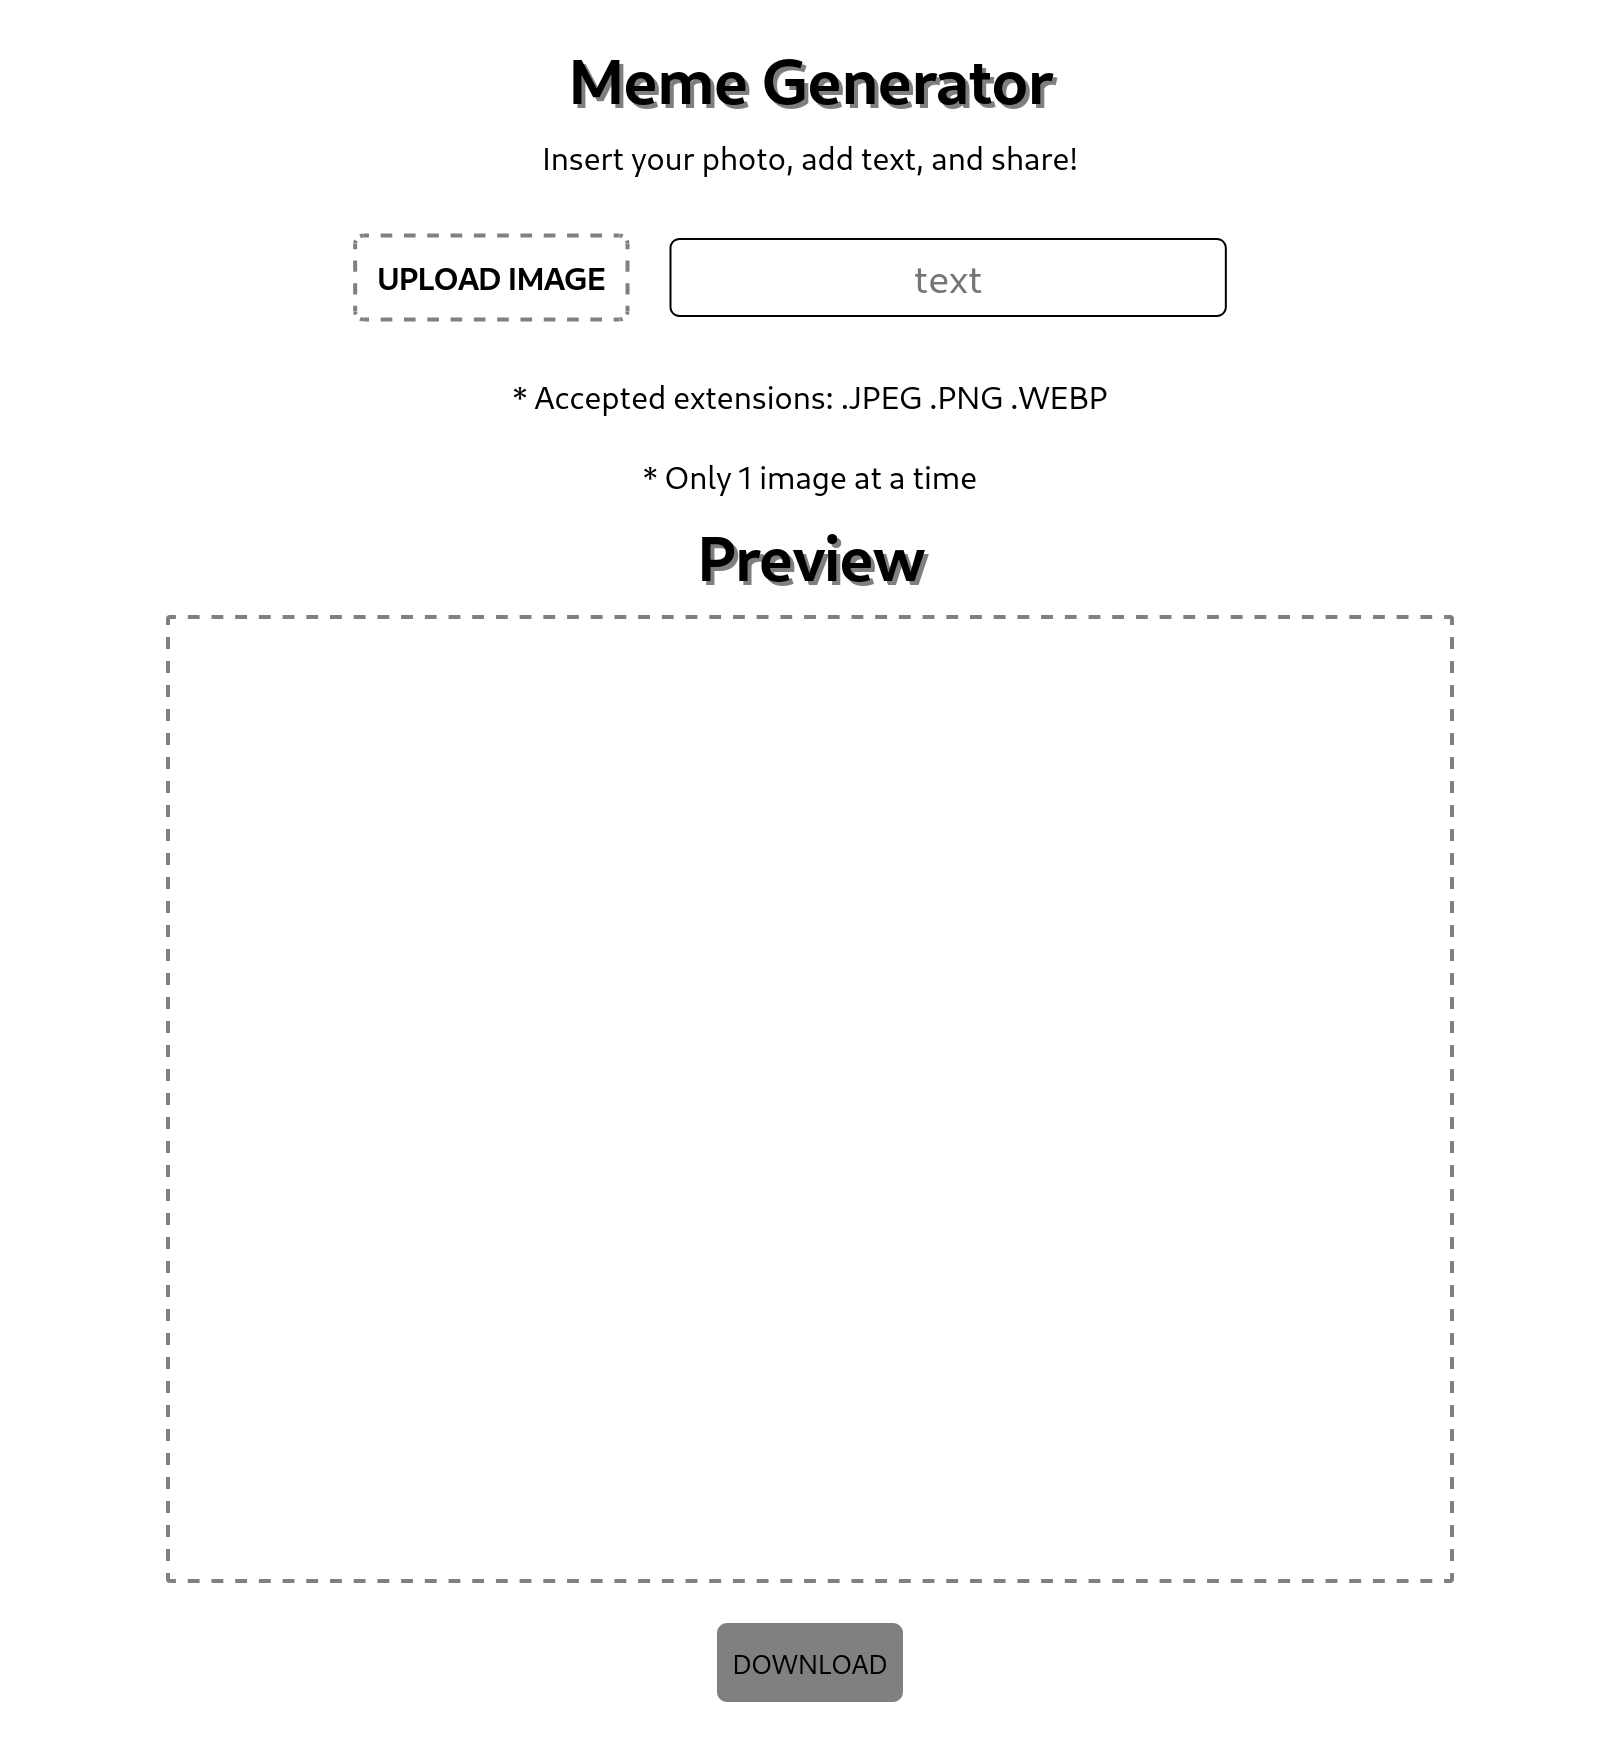 Meme Generator
Insert your photo, add text, and share!
UPLOAD IMAGE
text
* Accepted extensions: .JPEG .PNG .WEBP
* Only 1 image at a time
Preview
DOWNLOAD